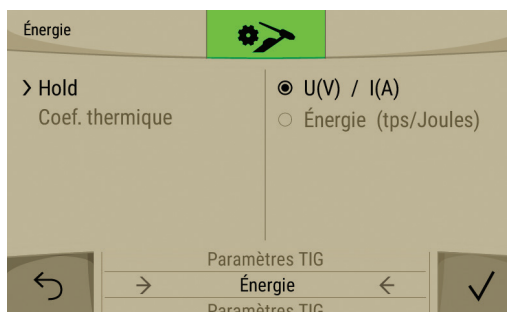 Énergie
> Hold
Coef. thermique
U(V) / I(A)
Énergie (tps/Joules)
Paramètres TIG
Énergie
Paramètres TIG